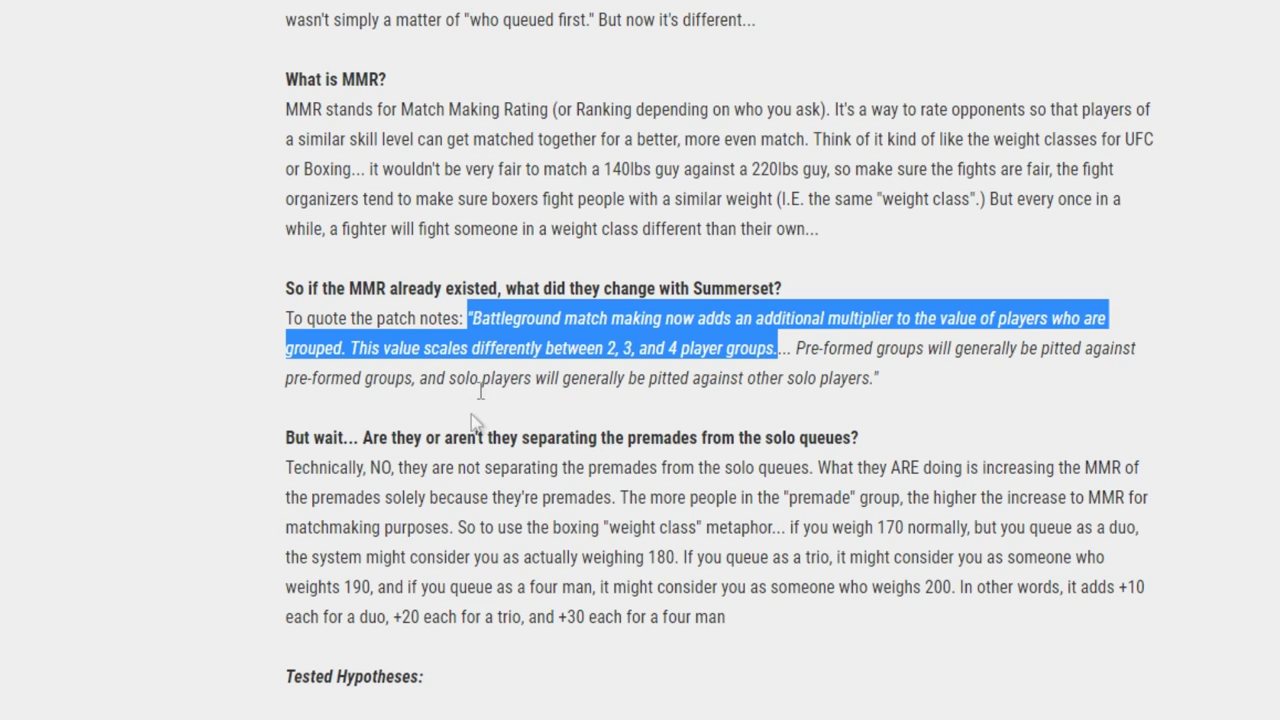 wasn't simply a matter of "who queued first." But now it's different...
What is MMR?
MMR stands for Match Making Rating (or Ranking depending on who you ask). It's a way to rate opponents so that players of
a similar skill level can get matched together for a better, more even match. Think of it kind of like the weight classes for UFC
or Boxing... it wouldn't be very fair to match a 140lbs guy against a 220lbs guy, so make sure the fights are fair, the fight
organizers tend to make sure boxers fight people with a similar weight (I.E. the same "weight class".) But every once in a
while, a fighter will fight someone in a weight class different than their own...
So if the MMR already existed, what did they change with Summerset?
To quote the patch notes: "Battleground match making now adds an additional multiplier to the value of players who are
grouped. This value scales differently between 2, 3, and 4 player groups.... Pre-formed groups will generally be pitted against
pre-formed groups, and solo players will generally be pitted against other solo players."
But wait... Are they or aren't they separating the premades from the solo queues?
Technically, NO, they are not separating the premades from the solo queues. What they ARE doing is increasing the MMR of
the premades solely because they're premades. The more people in the "premade" group, the higher the increase to MMR for
matchmaking purposes. So to use the boxing "weight class" metaphor... if you weigh 170 normally, but you queue as a duo,
the system might consider you as actually weighing 180. If you queue as a trio, it might consider you as someone who
weights 190, and if you queue as a four man, it might consider you as someone who weighs 200. In other words, it adds +10
each for a duo, +20 each for a trio, and +30 each for a four man
Tested Hypotheses: